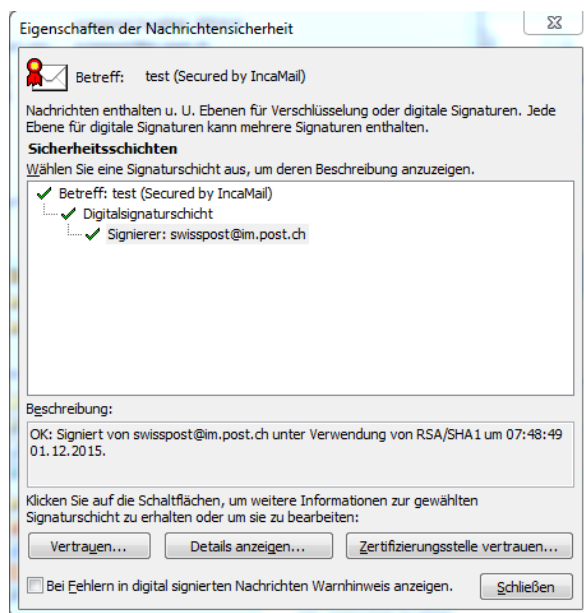 Eigenschaften der Nachrichtensicherheit
Betreff: test (Secured by IncaMail)
Nachrichten enthalten u. U. Ebenen für Verschlüsselung oder digitale Signaturen. Jede
Ebene für digitale Signaturen kann mehrere Signaturen enthalten.
Sicherheitsschichten
Wählen Sie eine Signaturschicht aus, um deren Beschreibung anzuzeigen.
Betreff: test (Secured by IncaMail)
Digitalsignaturschicht
Signierer: swisspost@im.post.ch
Beschreibung:
OK: Signiert von swisspost@im.post.ch unter Verwendung von RSA/SHA1 um 07:48:49
01.12.2015.
Klicken Sie auf die Schaltflächen, um weitere Informationen zur gewählten
Signaturschicht zu erhalten oder um sie zu bearbeiten:
Vertrauen... Details anzeigen... Zertifizierungsstelle vertrauen...
Bei Fehlern in digital signierten Nachrichten Warnhinweis anzeigen. Schließen